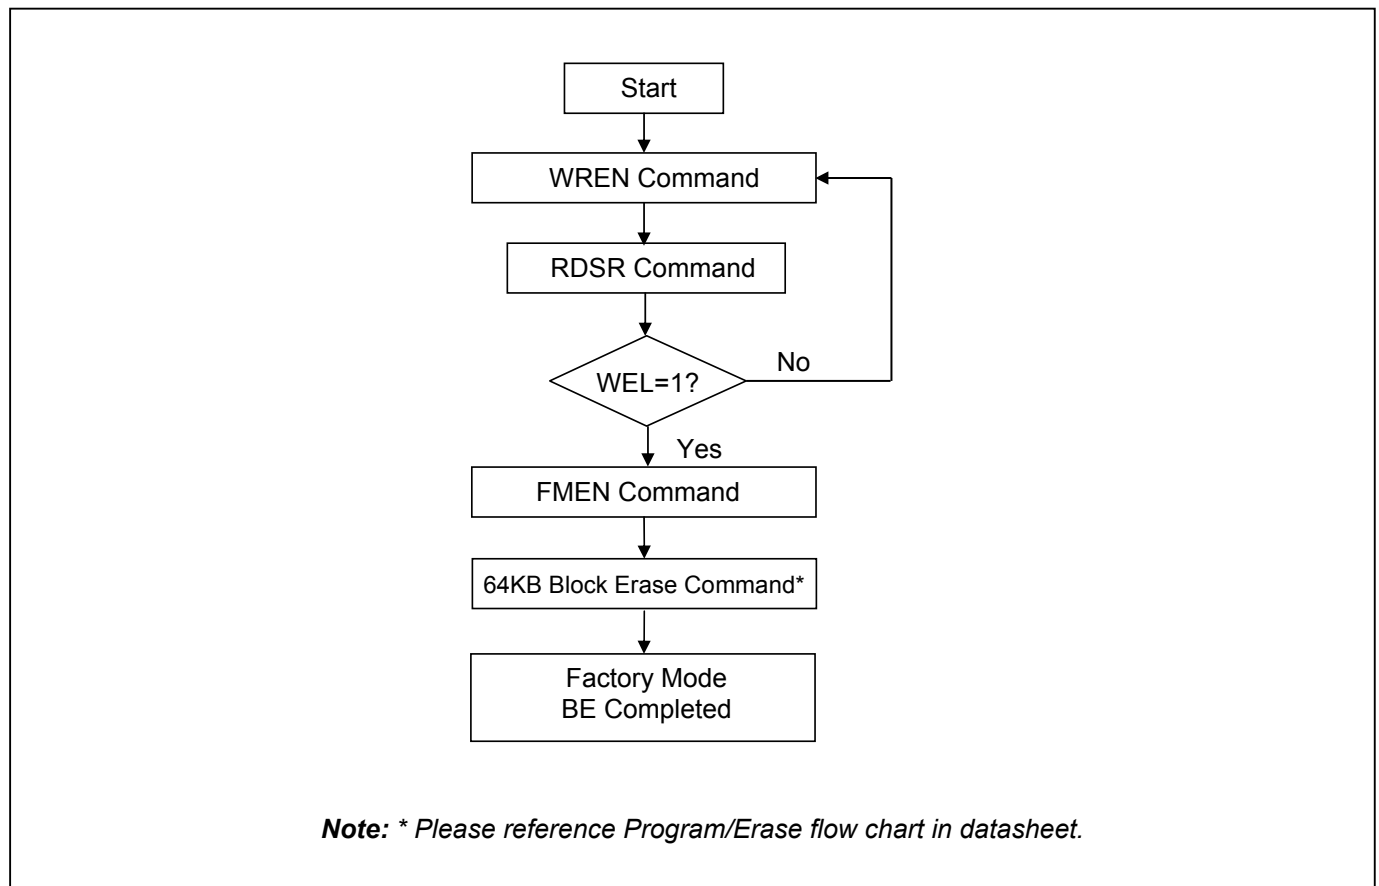 Start
WREN Command
RDSR Command
WEL=1?
No
Yes
FMEN Command
64KB Block Erase Command*
Factory Mode
BE Completed
Note: * Please reference Program/Erase flow chart in datasheet.